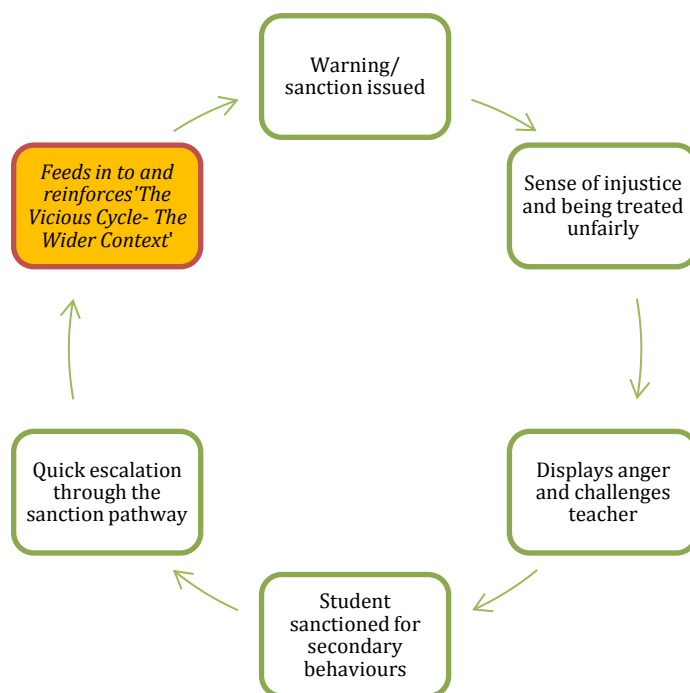 Warning/
sanction issued
Sense of injustice
and being treated
unfairly
Displays anger
and challenges
teacher
Student
sanctioned for
secondary
behaviours
Quick escalation
through the
sanction pathway
Feeds in to and
reinforces'The
Vicious Cycle- The
Wider Context'